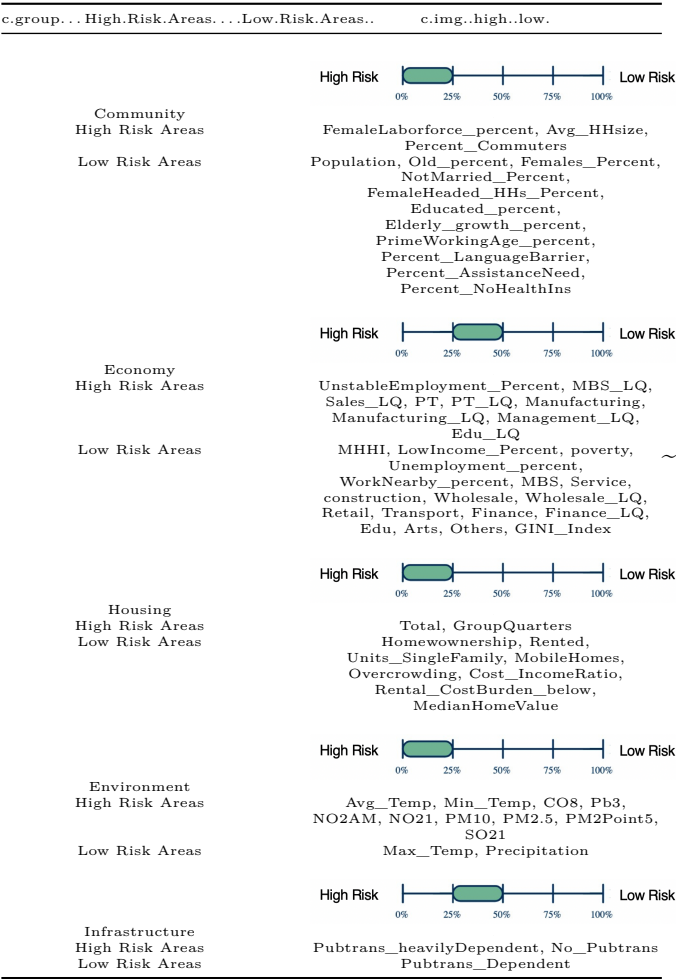 c.group...High.Risk.Areas....Low.Risk.Areas.. c.img..high..low.
High Risk Low Risk
0% 25% 50% 75% 100%
Community
High Risk Areas FemaleLaborforce_percent, Avg_HHsize,
Percent_Commuters
Low Risk Areas Population, Old_percent, Females_Percent,
NotMarried_Percent,
FemaleHeaded_HHs_Percent,
Educated_percent,
Elderly_growth_percent,
PrimeWorkingAge_percent,
Percent_LanguageBarrier,
Percent_AssistanceNeed,
Percent_NoHealthIns
High Risk Low Risk
0% 25% 50% 75% 100%
Economy
High Risk Areas UnstableEmployment_Percent, MBS_LQ,
Sales_LQ, PT, PT_LQ, Manufacturing,
Manufacturing_LQ, Management_LQ,
Edu_LQ
Low Risk Areas MHHI, LowIncome_Percent, poverty, ~
Unemployment_percent,
WorkNearby_percent, MBS, Service,
construction, Wholesale, Wholesale_LQ,
Retail, Transport, Finance, Finance_LQ,
Edu, Arts, Others, GINI_Index
High Risk Low Risk
0% 25% 50% 75% 100%
Housing
High Risk Areas Total, GroupQuarters
Low Risk Areas Homewownership, Rented,
Units_SingleFamily, MobileHomes,
Overcrowding, Cost_IncomeRatio,
Rental_CostBurden_below,
MedianHomeValue
High Risk Low Risk
0% 25% 50% 75% 100%
Environment
High Risk Areas Avg_Temp, Min_Temp, CO8, Pb3,
NO2AM, NO21, PM10, PM2.5, PM2Point5,
SO21
Low Risk Areas Max_Temp, Precipitation
High Risk Low Risk
0% 25% 50% 75% 100%
Infrastructure
High Risk Areas Pubtrans_heavilyDependent, No_Pubtrans
Low Risk Areas Pubtrans_Dependent